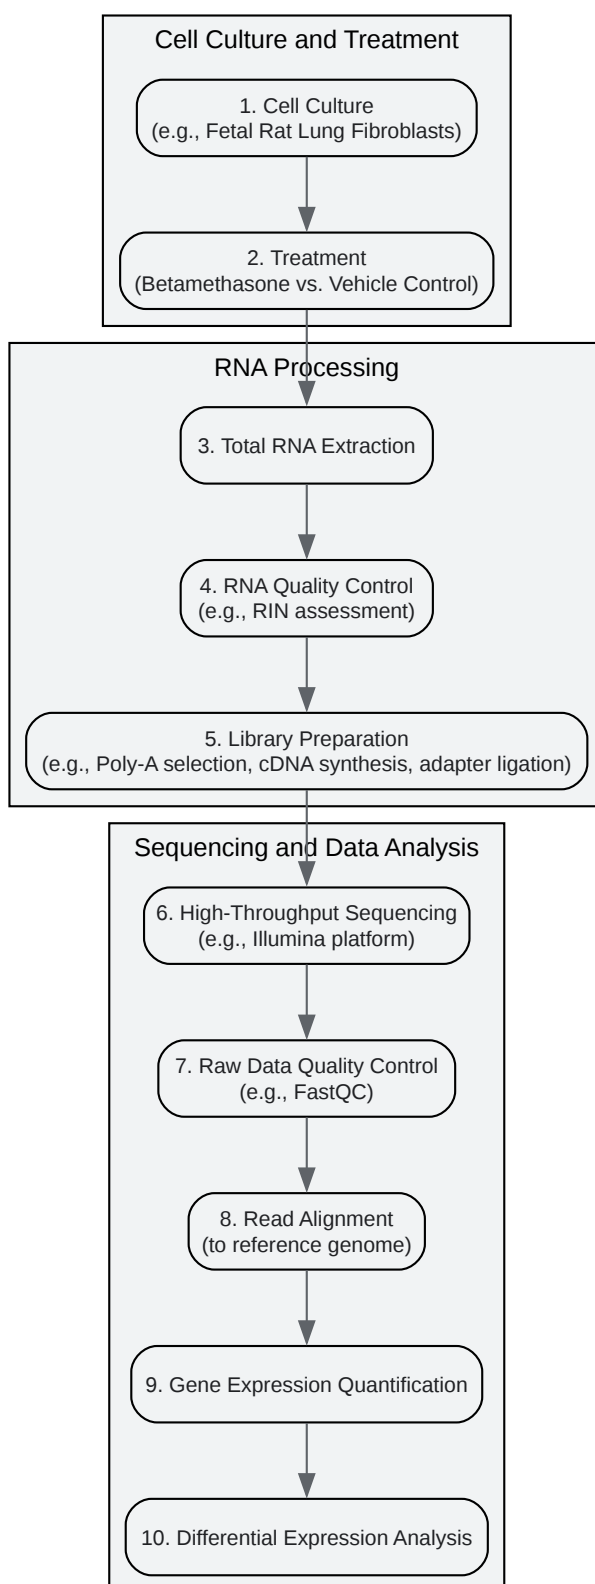 Cell Culture and Treatment
1. Cell Culture
(e.g., Fetal Rat Lung Fibroblasts)
2. Treatment
(Betamethasone vs. Vehicle Control)
RNA Processing
3. Total RNA Extraction
4. RNA Quality Control
(e.g., RIN assessment)
5. Library Preparation
(e.g., Poly-A selection, cDNA synthesis, adapter ligation)
Sequencing and Data Analysis
6. High-Throughput Sequencing
(e.g., Illumina platform)
7. Raw Data Quality Control
(e.g., FastQC)
8. Read Alignment
(to reference genome)
9. Gene Expression Quantification
10. Differential Expression Analysis